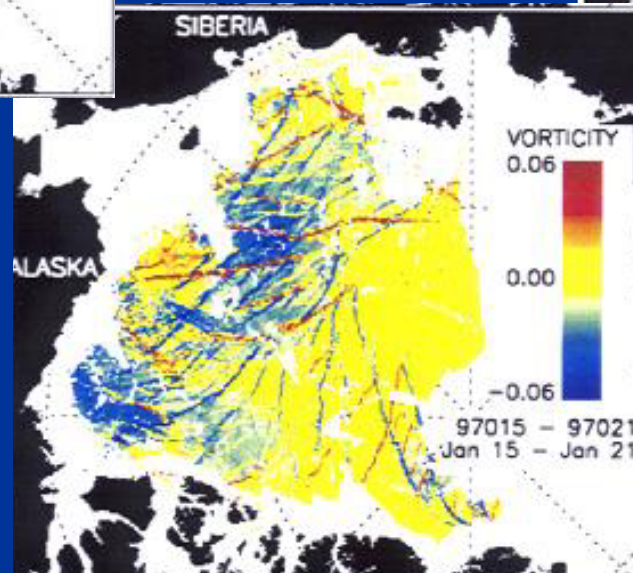 SIBERIA
VORTICITY
0.06
ALASKA
0.00
-0.06
97015 - 97021
Jan 15 - Jan 21